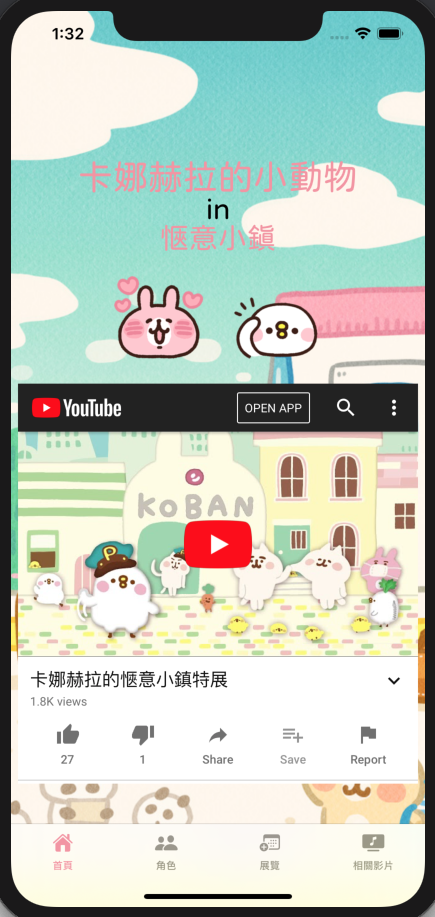 1:32
卡娜赫拉的小動物
in
愜意小鎮
YouTube
OPEN APP
KOBAN
P
卡娜赫拉的愜意小鎮特展
1.8K views
27
1
Share
Save
Report
首頁
角色
展覽
相關影片